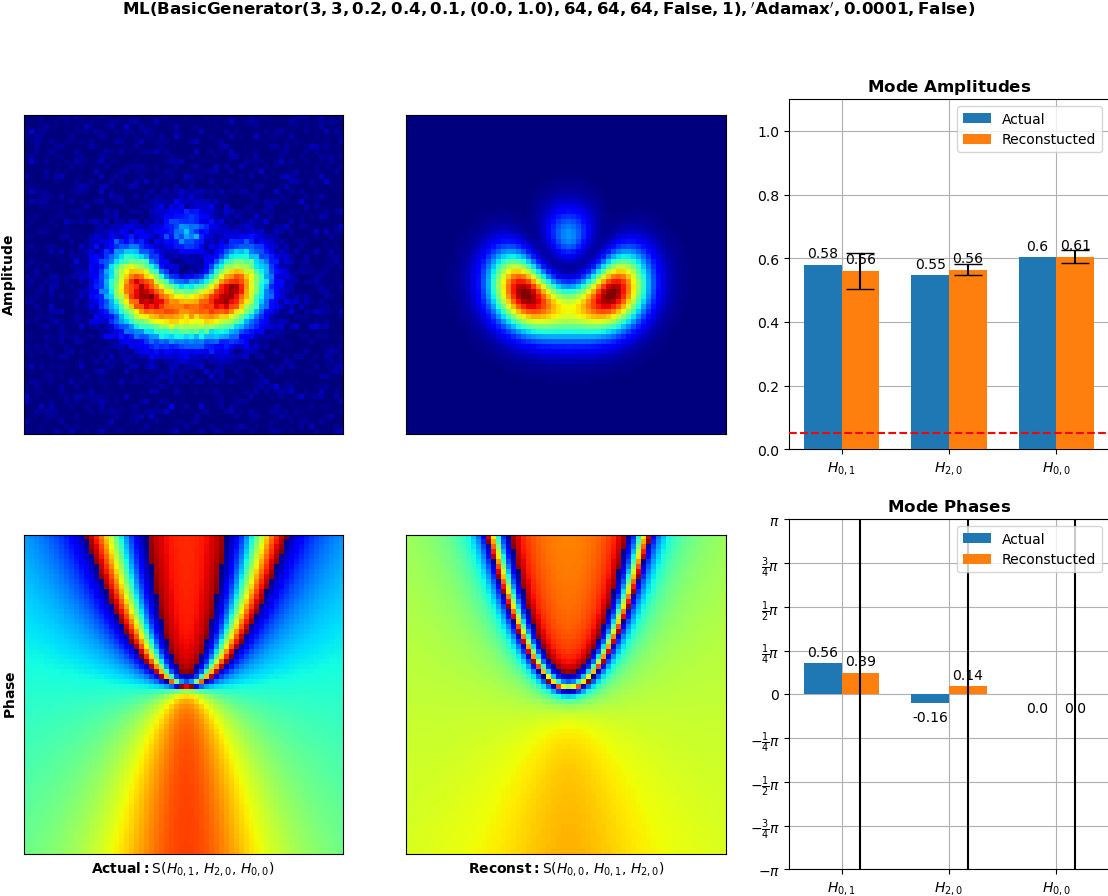 ML(BasicGenerator(3, 3, 0.2, 0.4, 0.1, (0.0, 1.0), 64, 64, 64, False, 1), 'Adamax', 0.0001, False)
Amplitude
Mode Amplitudes
Actual
Reconstucted
1.0
0.8
0.6
0.4
0.2
0.0
0.58
0.56
0.55
0.56
0.6
0.61
H0,1
H2,0
H0,0
Phase
Actual: S(H0,1, H2,0, H0,0)
Reconst: S(H0,0, H0,1, H2,0)
Mode Phases
Actual
Reconstucted
π
3/4π
1/2π
1/4π
0
−1/4π
−1/2π
−3/4π
−π
0.56
0.39
-0.16
0.14
0.0
0.0
H0,1
H2,0
H0,0